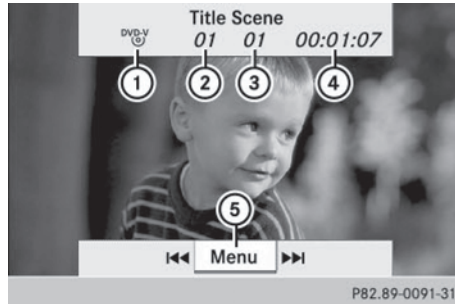 Title Scene
DVD-V 01 01 00:01:07
1 2 3 4
5
Menu
P82.89-0091-31